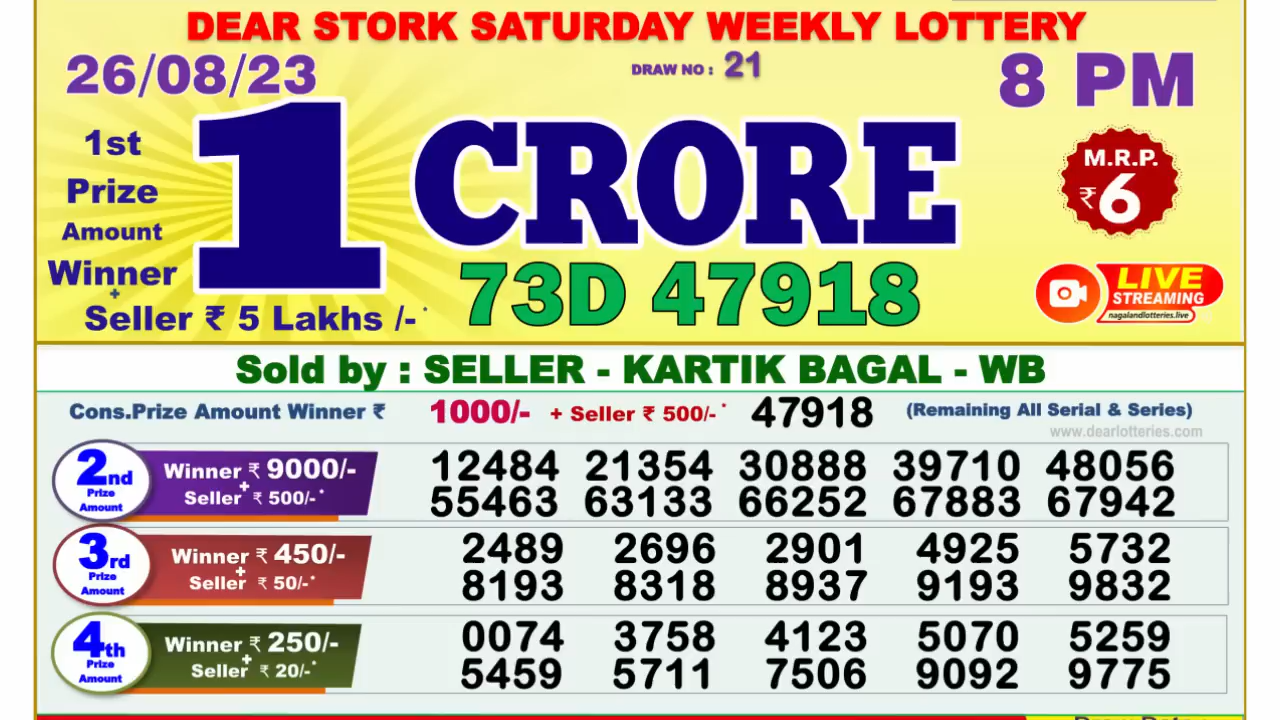 DEAR STORK SATURDAY WEEKLY LOTTERY
26/08/23
DRAW NO : 21
8 PM
1st
Prize
Amount
Winner
+
Seller ₹ 5 Lakhs /-*
1 CRORE
73D 47918
M.R.P.
₹6
LIVE
STREAMING
nagalandlotteries.live
Sold by : SELLER - KARTIK BAGAL - WB
Cons.Prize Amount Winner ₹ 1000/- + Seller ₹ 500/-* 47918 (Remaining All Serial & Series)
www.dearlotteries.com
2nd
Prize
Amount
Winner ₹ 9000/-
+
Seller ₹ 500/-*
12484 21354 30888 39710 48056
55463 63133 66252 67883 67942
3rd
Prize
Amount
Winner ₹ 450/-
+
Seller ₹ 50/-*
2489 2696 2901 4925 5732
8193 8318 8937 9193 9832
4th
Prize
Amount
Winner ₹ 250/-
+
Seller ₹ 20/-*
0074 3758 4123 5070 5259
5459 5711 7506 9092 9775